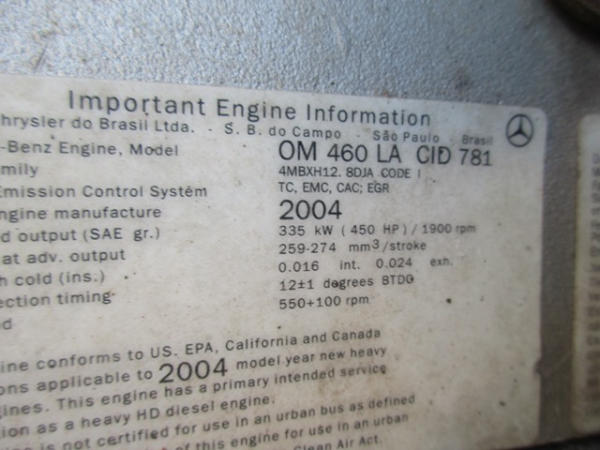 Important Engine Information
hrysler do Brasil Ltda. - S. B. do Campo - São Paulo - Brasil
-Benz Engine, Model OM 460 LA CID 781
amily 4MBXH12. 8DJA CODE I
Emission Control System TC, EMC, CAC; EGR
ngine manufacture 2004
d output (SAE gr.) 335 kW (450 HP) / 1900 rpm
at adv. output 259-274 mm³/stroke
h cold (ins.) 0.016 int. 0.024 exh.
ection timing 12±1 degrees BTDC
d 550+100 rpm
ine conforms to US. EPA, California and Canada
ons applicable to 2004 model year new heavy
gines. This engine has a primary intended service
tion as a heavy HD diesel engine.
is not certified for use in an urban bus as defined
of this engine for use in an urban
Clean Air Act.